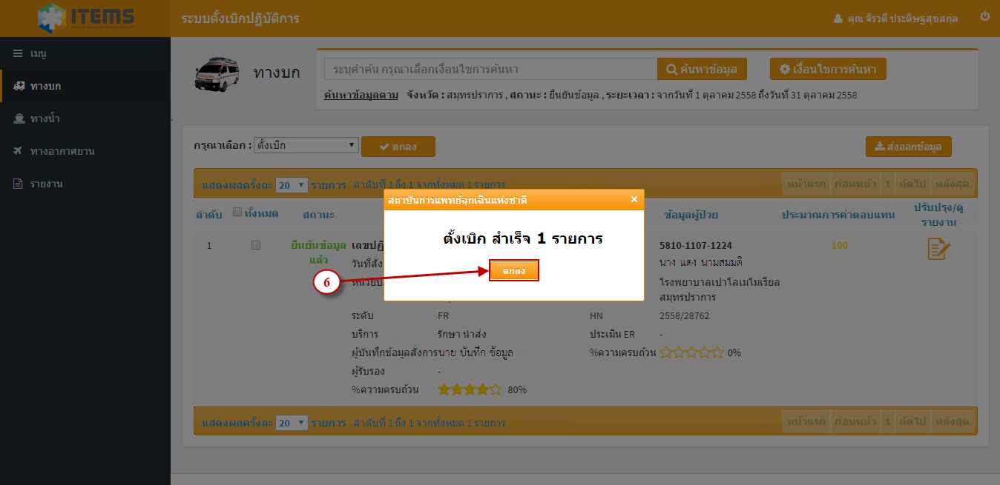 ITEMS
ระบบตั้งเบิกปฏิบัติการ
คุณ จิรวดี ประดิษฐสุขสกุล
เมนู
ทางบก
ทางน้ำ
ทางอากาศยาน
รายงาน
ทางบก
ระบุคำค้น กรุณาเลือกเงื่อนไขการค้นหา
ค้นหาข้อมูล
เงื่อนไขการค้นหา
ค้นหาข้อมูลตาม จังหวัด : สมุทรปราการ , สถานะ : ยืนยันข้อมูล , ระยะเวลา : จากวันที่ 1 ตุลาคม 2558 ถึงวันที่ 31 ตุลาคม 2558
กรุณาเลือก : ตั้งเบิก
ตกลง
ส่งออกข้อมูล
แสดงผลครั้งละ 20 รายการ ลำดับที่ 1 ถึง 1 จากทั้งหมด 1 รายการ
หน้าแรก ก่อนหน้า 1 ถัดไป หลังสุด
ลำดับ ทั้งหมด สถานะ ข้อมูลผู้ป่วย ประมาณการค่าตอบแทน ปรับปรุง/ดู
รายงาน
สถาบันการแพทย์ฉุกเฉินแห่งชาติ ×
ตั้งเบิก สำเร็จ 1 รายการ
ตกลง
6
1 ยืนยันข้อมูล เลขปฏิ 5810-1107-1224 100
แล้ว วันที่สั่ง นาง แดง นามสมมติ
โรงพยาบาลเปาโลเมโมเรียล
สมุทรปราการ
ระดับ FR HN 2558/28762
บริการ รักษา นำส่ง ประเมิน ER -
ผู้บันทึกข้อมูลสั่งการ นาย บันทึก ข้อมูล %ความครบถ้วน 0%
ผู้รับรอง -
%ความครบถ้วน 80%
แสดงผลครั้งละ 20 รายการ ลำดับที่ 1 ถึง 1 จากทั้งหมด 1 รายการ
หน้าแรก ก่อนหน้า 1 ถัดไป หลังสุด